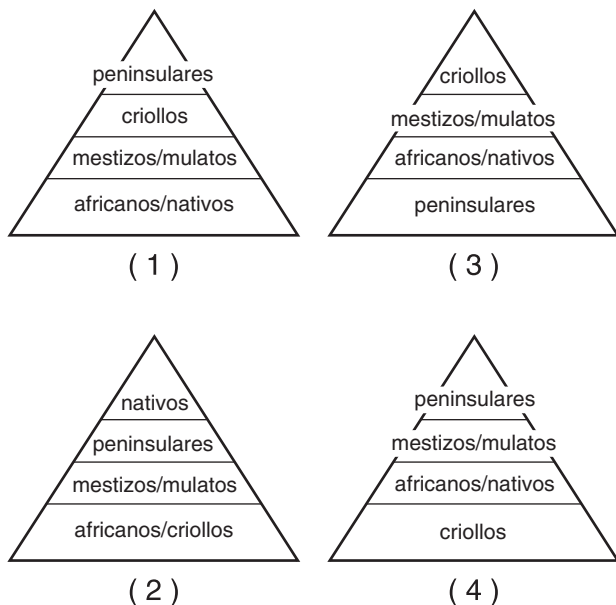 peninsulares
criollos
mestizos/mulatos
africanos/nativos
( 1 )
criollos
mestizos/mulatos
africanos/nativos
peninsulares
( 3 )
nativos
peninsulares
mestizos/mulatos
africanos/criollos
( 2 )
peninsulares
mestizos/mulatos
africanos/nativos
criollos
( 4 )